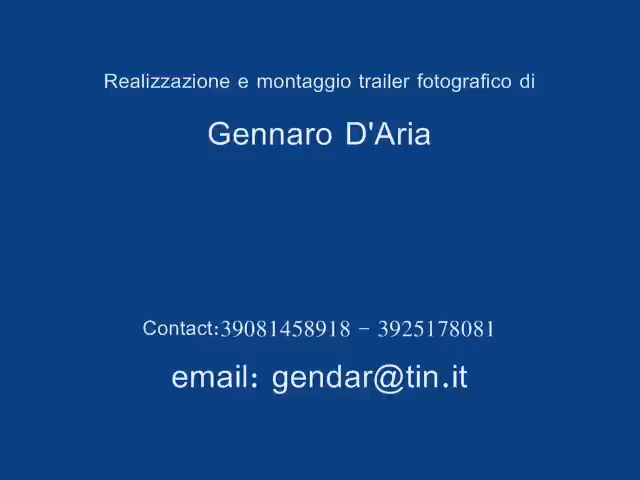 Realizzazione e montaggio trailer fotografico di
Gennaro D'Aria
Contact:39081458918 - 3925178081
email: gendar@tin.it